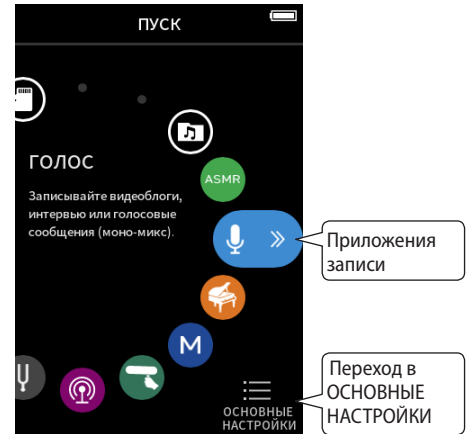 ПУСК
ASMR
ГОЛОС
Записывайте видеоблоги,
интервью или голосовые
сообщения (моно-микс).
Приложения
записи
M
Переход в
ОСНОВНЫЕ
НАСТРОЙКИ
ОСНОВНЫЕ
НАСТРОЙКИ